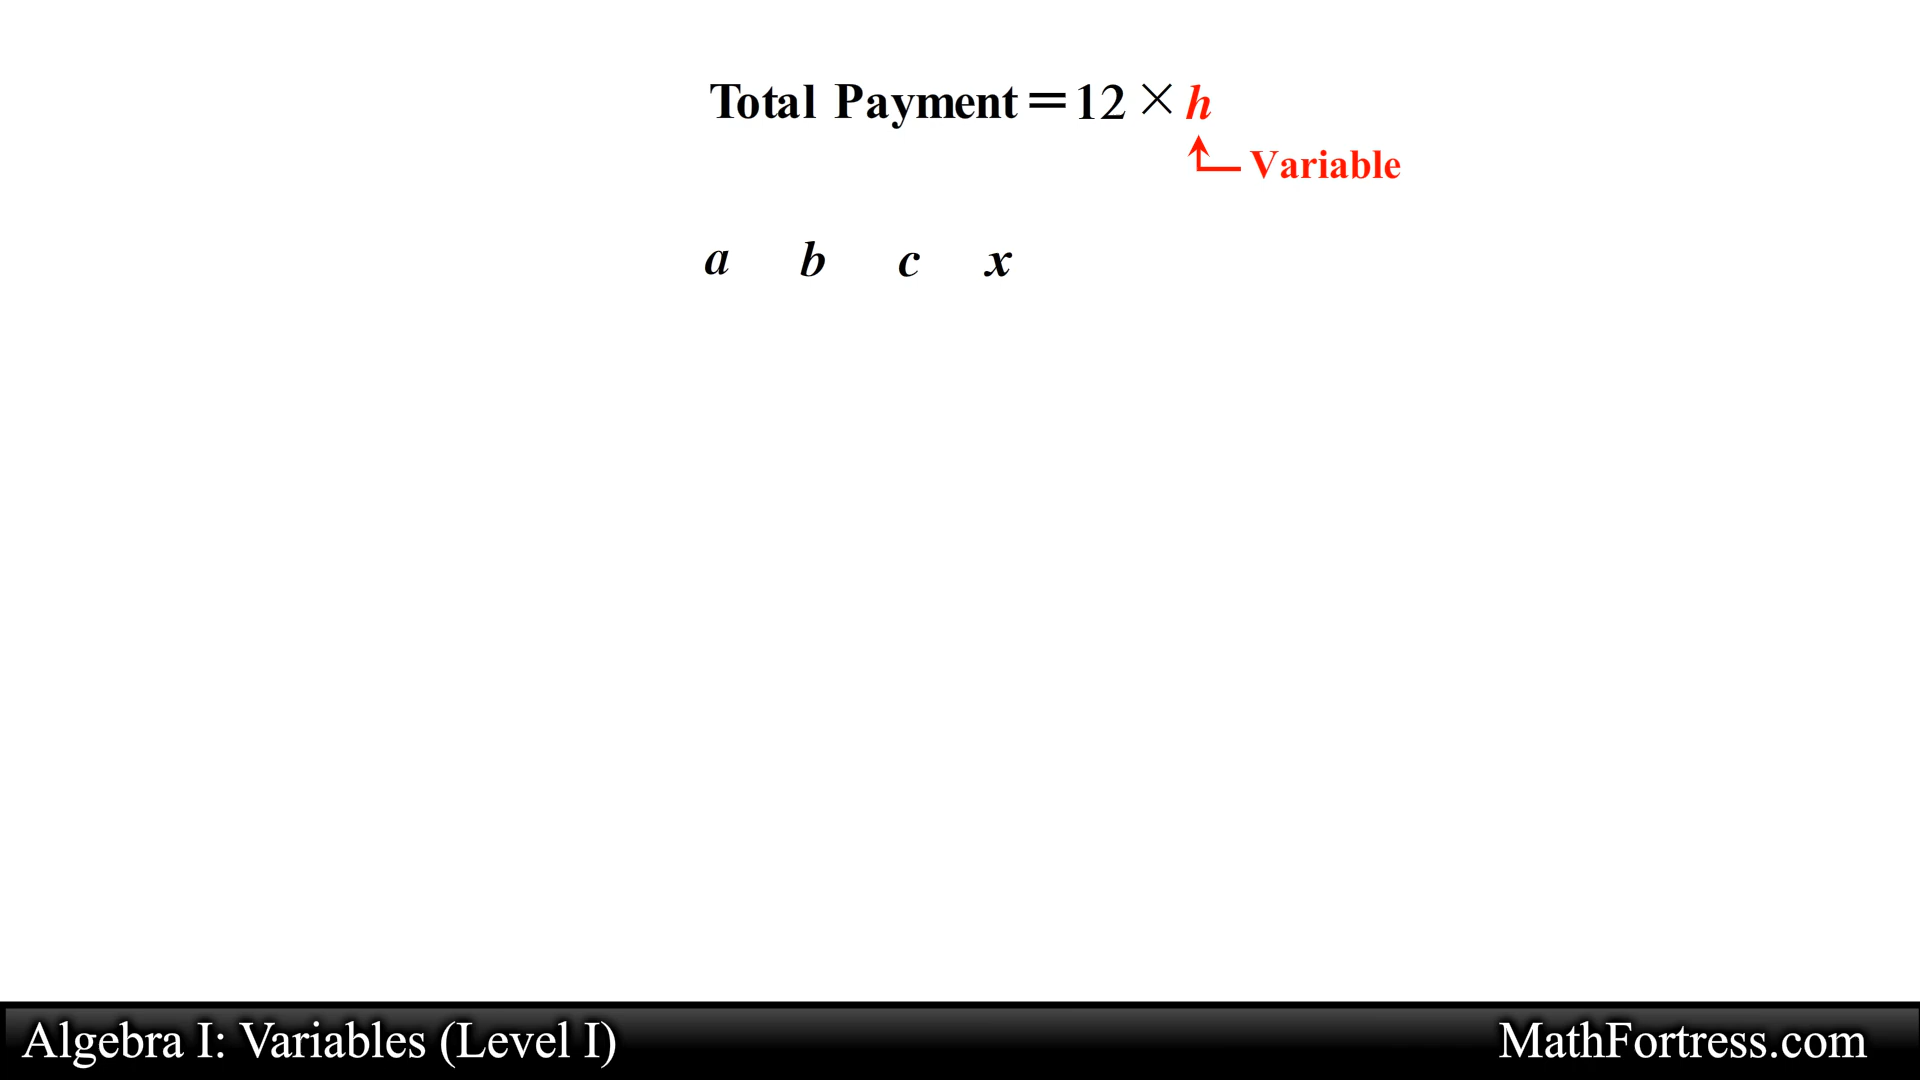 Total Payment = 12 × h
Variable
a b c x
Algebra I: Variables (Level I)
MathFortress.com